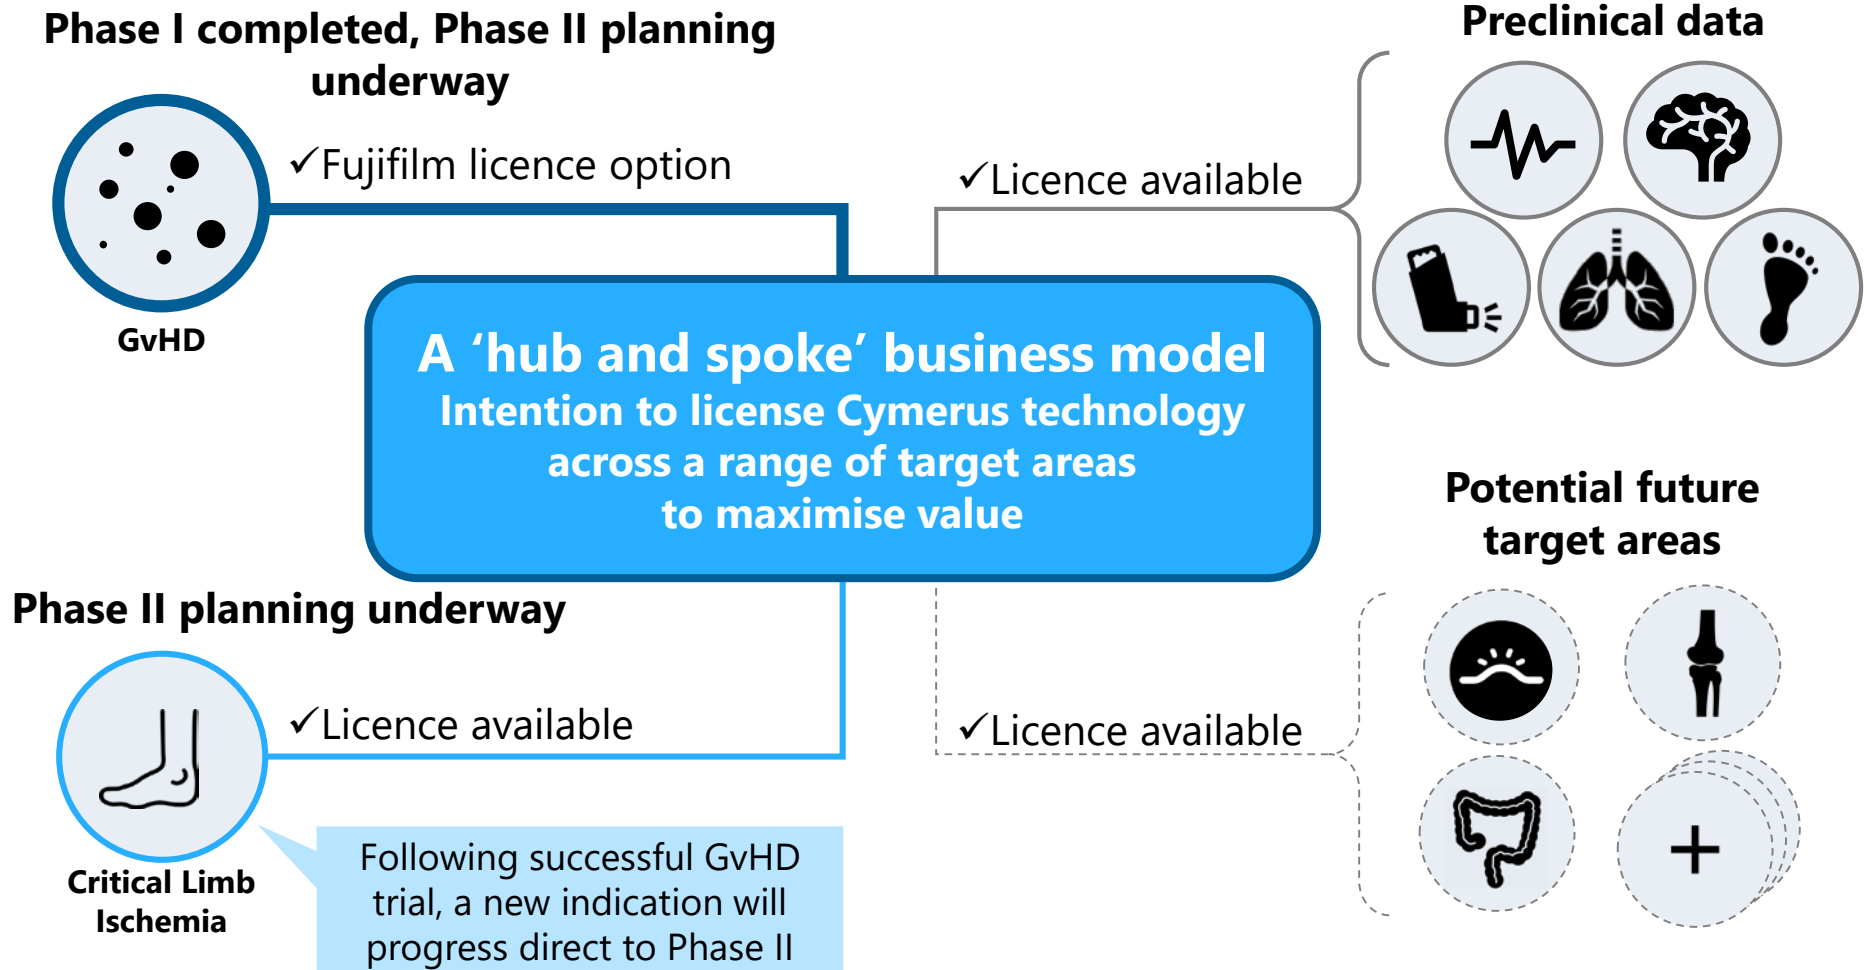 Phase I completed, Phase II planning
underway
✓Fujifilm licence option
GvHD
Preclinical data
✓Licence available
A ‘hub and spoke’ business model
Intention to license Cymerus technology
across a range of target areas
to maximise value
Phase II planning underway
✓Licence available
Critical Limb
Ischemia
Following successful GvHD
trial, a new indication will
progress direct to Phase II
Potential future
target areas
✓Licence available
+